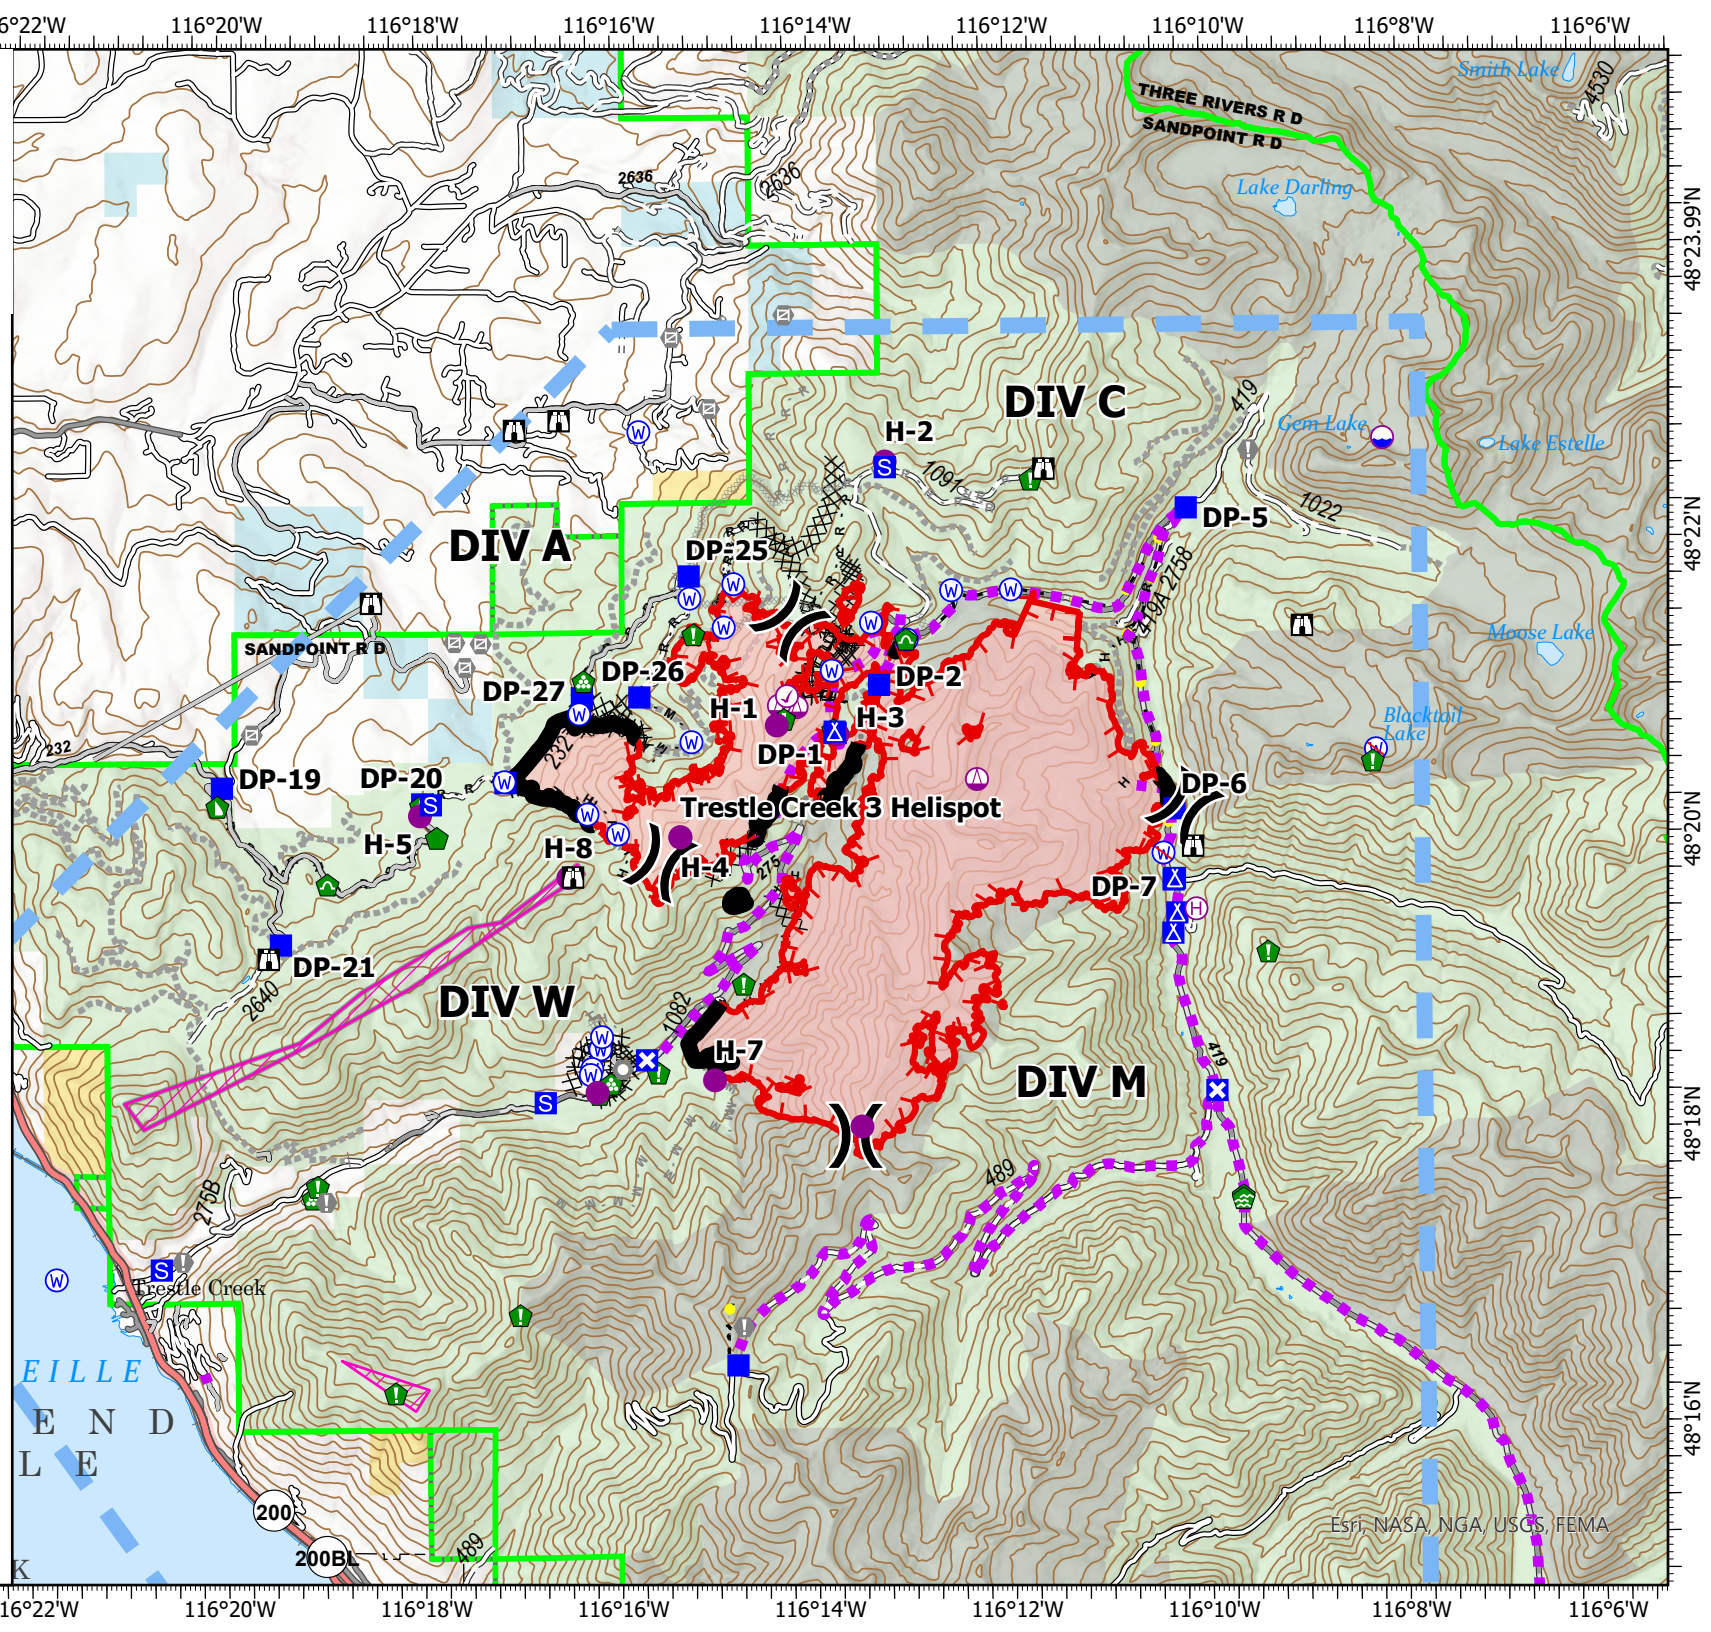 6°22'W 116°20'W 116°18'W 116°16'W 116°14'W 116°12'W 116°10'W 116°8'W 116°6'W
Smith Lake
4530
THREE RIVERS R D
SANDPOINT R D
2636
2636
Lake Darling
48°23.99'N
DIV C
419
H-2
Gem Lake
Lake Estelle
1091
1022
DP-5
48°22'N
DIV A
DP-25
419A 2758
SANDPOINT R D
Moose Lake
DP-26
DP-2
DP-27
H-1
H-3
Blacktail
Lake
232
232
DP-1
DP-19
DP-20
DP-6
Trestle Creek 3 Helispot
48°20'N
H-5
H-8
H-4
275
DP-7
H
DP-21
2640
DIV W
1082
H-7
419
DIV M
48°18'N
S
489
275B
S
W
Trestle Creek
EILLE
E N D
L E
48°16'N
200
Esri, NASA, NGA, USGS, FEMA
200BL
489
K
6°22'W 116°20'W 116°18'W 116°16'W 116°14'W 116°12'W 116°10'W 116°8'W 116°6'W